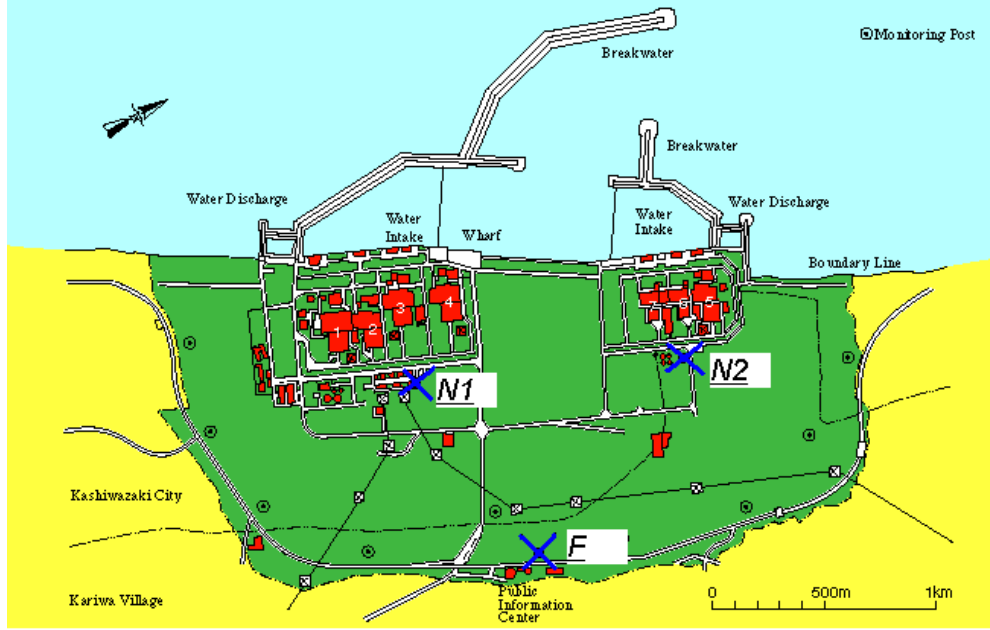 Breakwater
Monitoring Post
Breakwater
Water Discharge
Water
Intake
Wharf
Water
Intake
Water Discharge
Boundary Line
1
2
3
4
7
6
5
N1
N2
Kashiwazaki City
F
Kariwa Village
Public
Information
Center
0
500m
1km